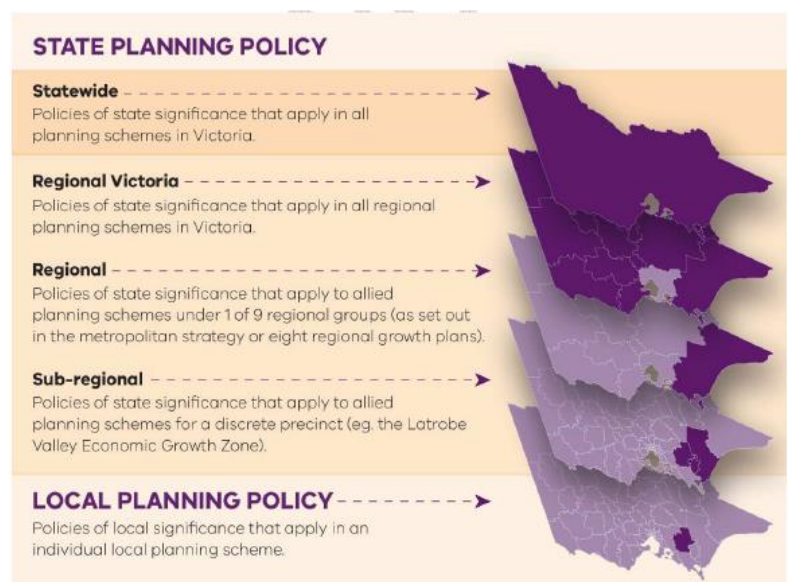 STATE PLANNING POLICY
Statewide
Policies of state significance that apply in all
planning schemes in Victoria.
Regional Victoria
Policies of state significance that apply in all regional
planning schemes in Victoria.
Regional
Policies of state significance that apply to allied
planning schemes under 1 of 9 regional groups (as set out
in the metropolitan strategy or eight regional growth plans).
Sub-regional
Policies of state significance that apply to allied
planning schemes for a discrete precinct (eg. the Latrobe
Valley Economic Growth Zone).
LOCAL PLANNING POLICY
Policies of local significance that apply in an
individual local planning scheme.